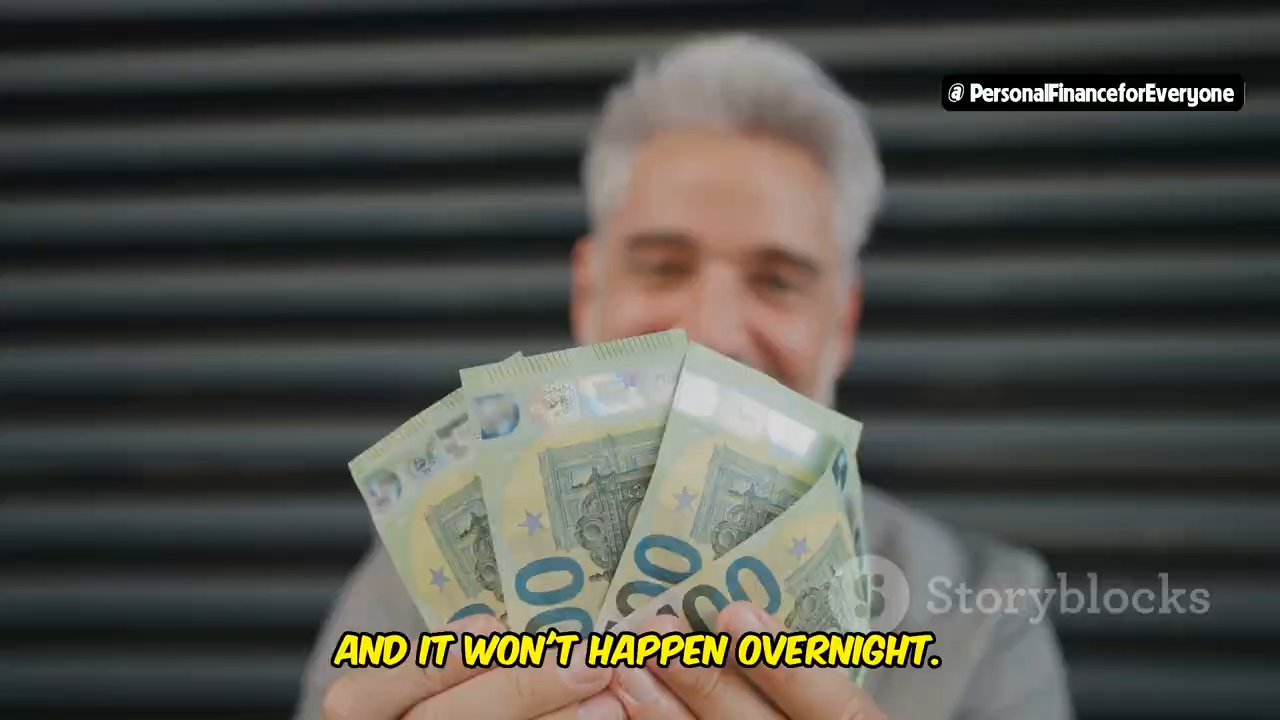 @ PersonalFinanceforEveryone
Storyblocks
AND IT WON'T HAPPEN OVERNIGHT.